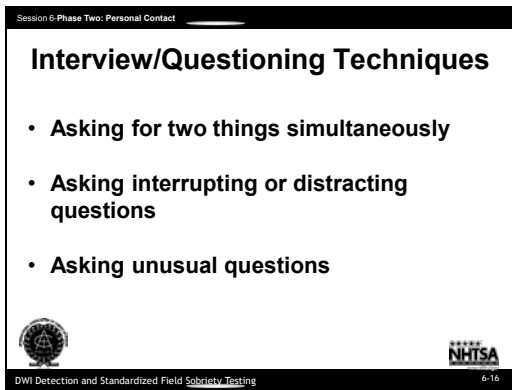 Session 6-Phase Two: Personal Contact
Interview/Questioning Techniques
• Asking for two things simultaneously
• Asking interrupting or distracting
questions
• Asking unusual questions
NHTSA
DWI Detection and Standardized Field Sobriety Testing
6-16